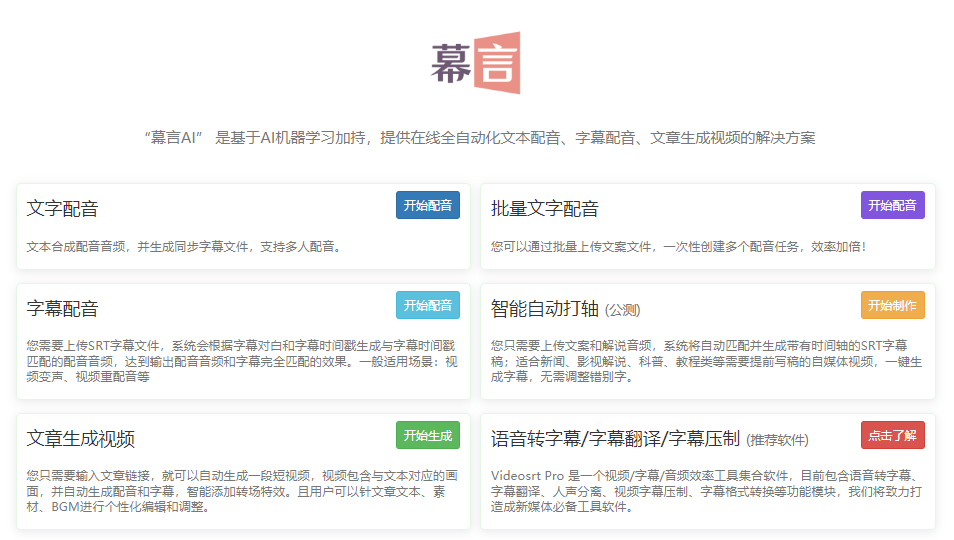 幕言
“幕言AI” 是基于AI机器学习加持，提供在线全自动化文本配音、字幕配音、文章生成视频的解决方案
文字配音
开始配音
文本合成配音音频，并生成同步字幕文件，支持多人配音。
批量文字配音
开始配音
您可以通过批量上传文案文件，一次性创建多个配音任务，效率加倍！
字幕配音
开始配音
您需要上传SRT字幕文件，系统会根据字幕对白和字幕时间戳生成与字幕时间戳
匹配的配音音频，达到输出配音音频和字幕完全匹配的效果。一般适用场景：视
频变声、视频重配音等
智能自动打轴 (公测)
开始制作
您只需要上传文案和解说音频，系统将自动匹配并生成带有时间轴的SRT字幕
稿；适合新闻、影视解说、科普、教程类等需要提前写稿的自媒体视频，一键生
成字幕，无需调整错别字。
文章生成视频
开始生成
您只需要输入文章链接，就可以自动生成一段短视频，视频包含与文本对应的画
面，并自动生成配音和字幕，智能添加转场特效。且用户可以针文章文本、素
材、BGM进行个性化编辑和调整。
语音转字幕/字幕翻译/字幕压制 (推荐软件)
点击了解
Videosrt Pro 是一个视频/字幕/音频效率工具集合软件，目前包含语音转字幕、
字幕翻译、人声分离、视频字幕压制、字幕格式转换等功能模块，我们将致力打
造成新媒体必备工具软件。